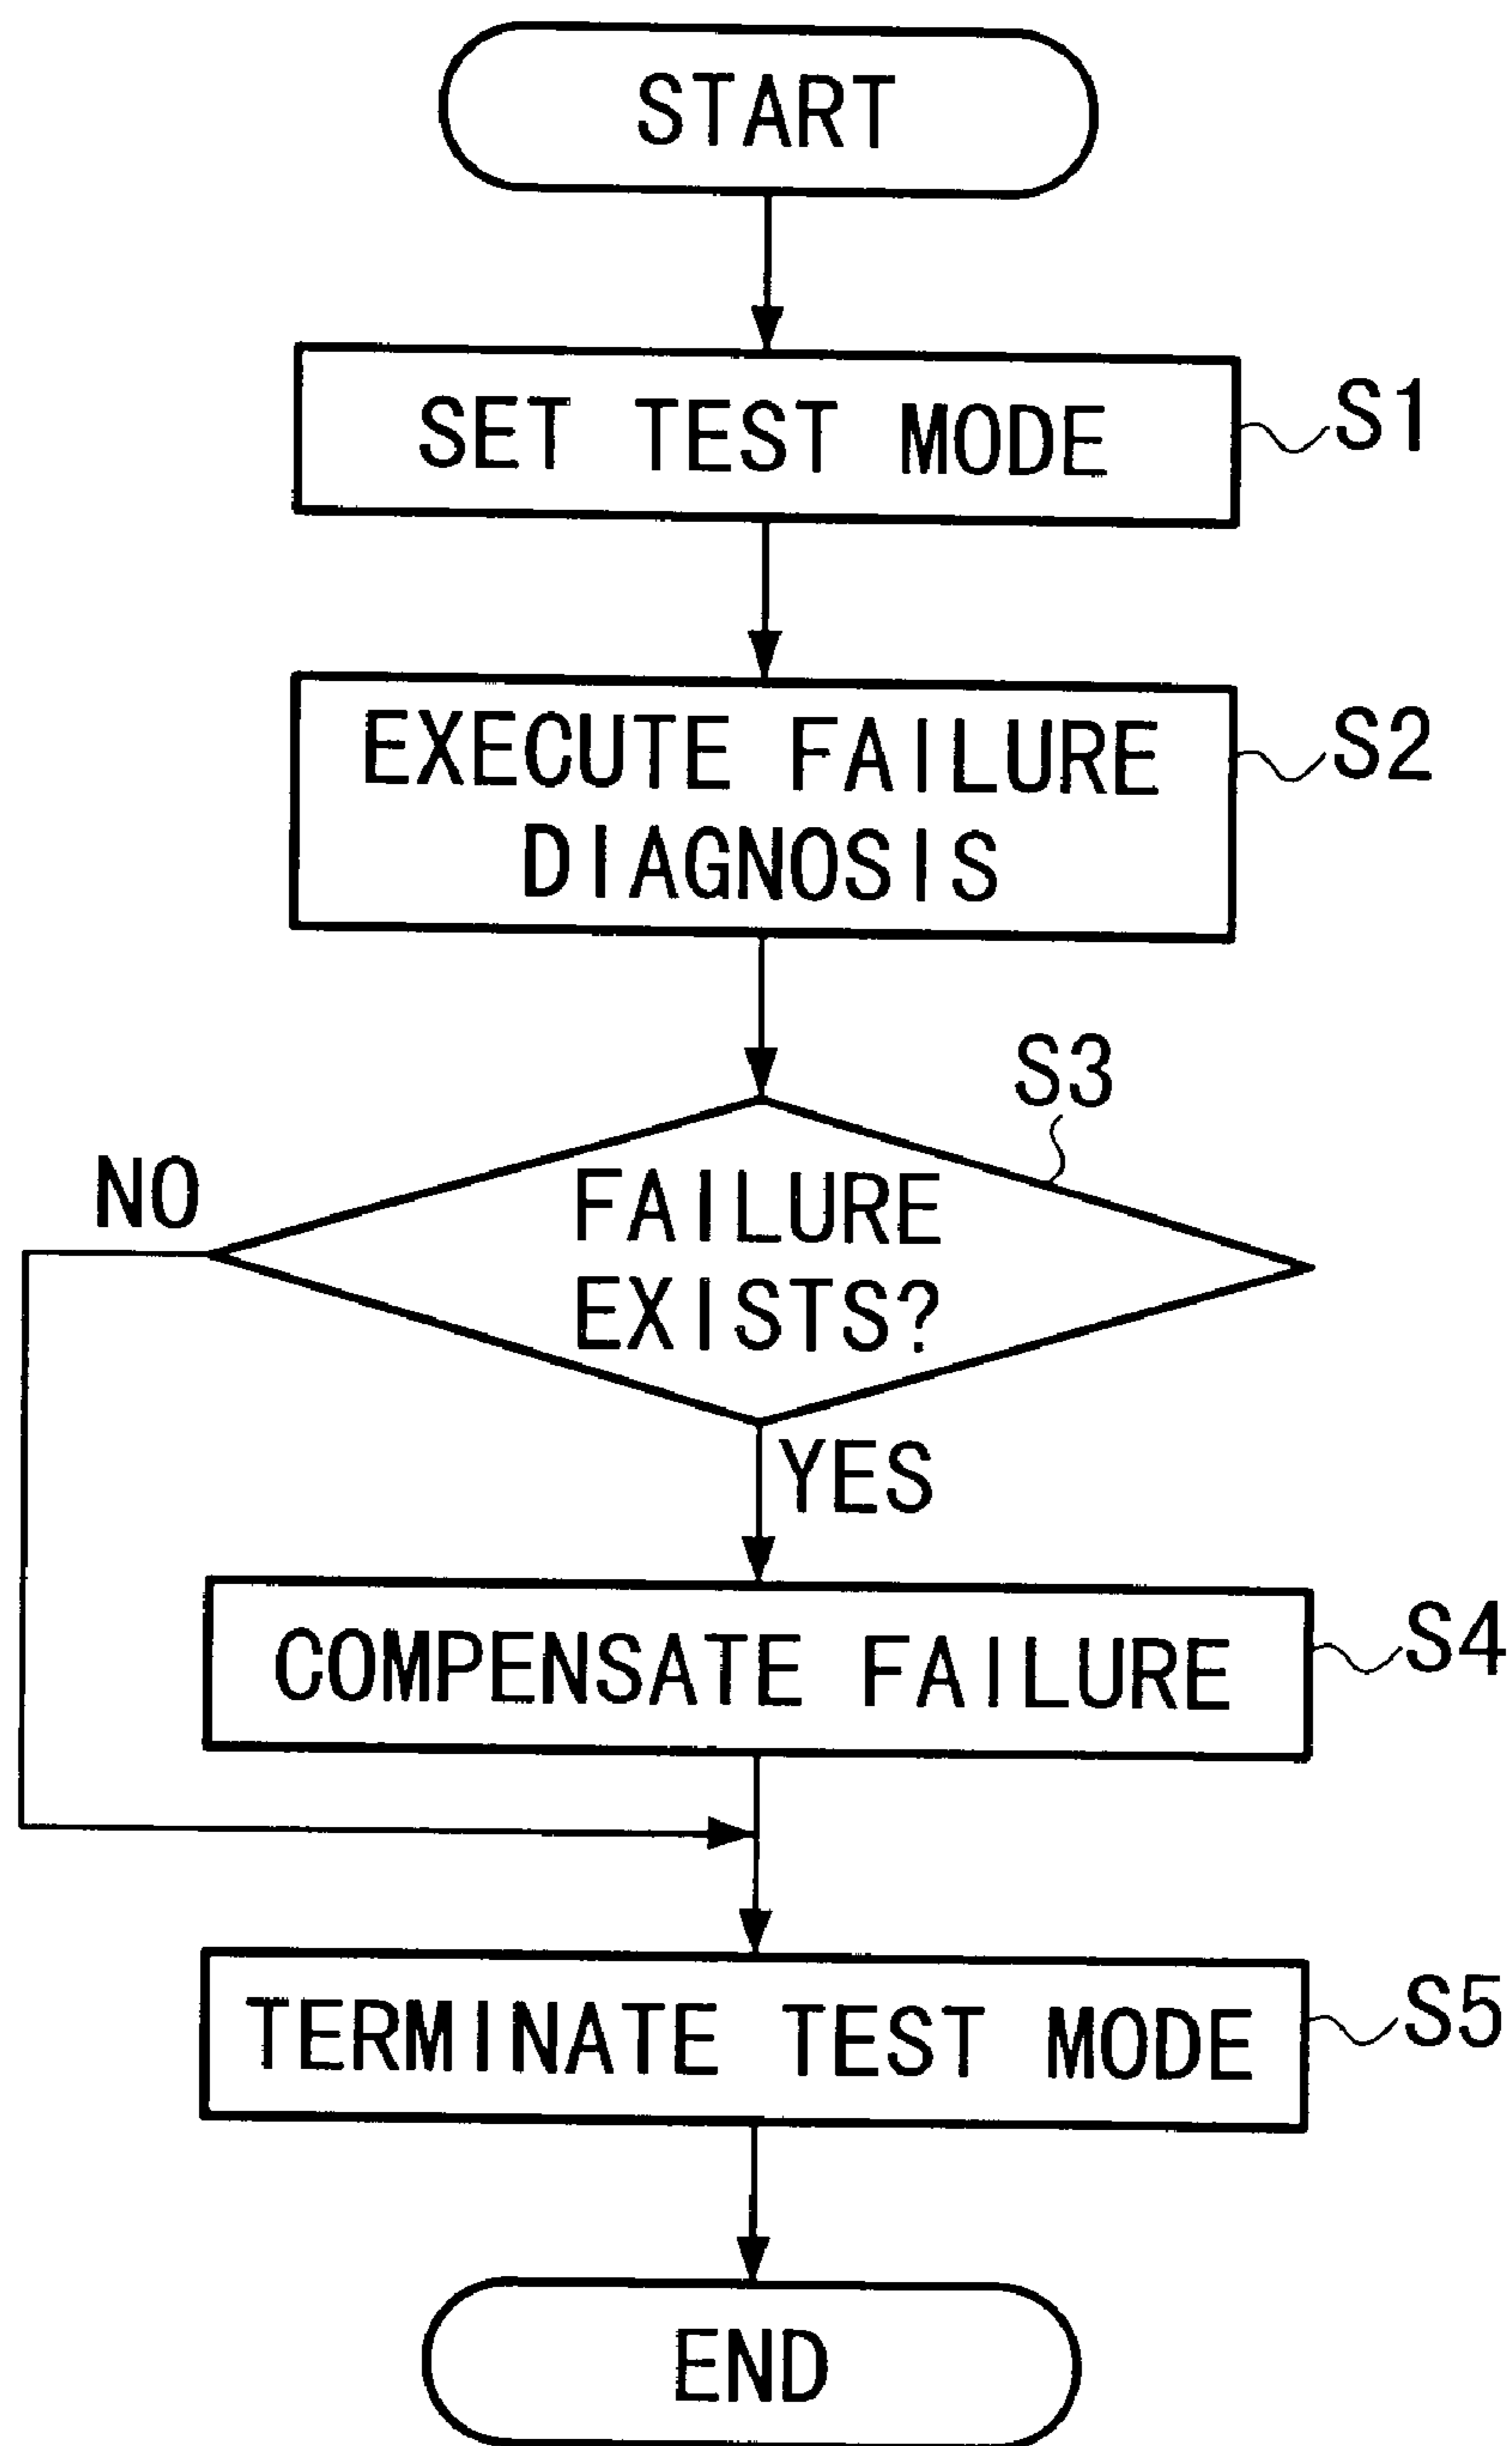 START
SET TEST MODE
S1
EXECUTE FAILURE
DIAGNOSIS
S2
S3
NO
FAILURE
EXISTS?
YES
COMPENSATE FAILURE
S4
TERMINATE TEST MODE
S5
END